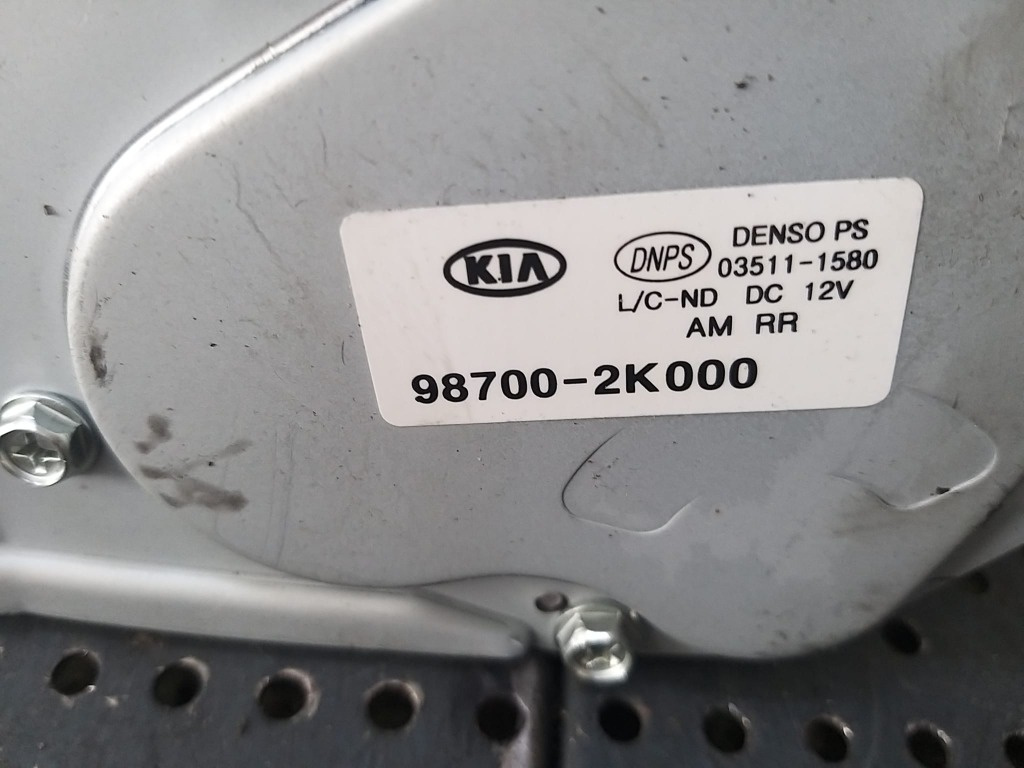 KIA
DNPS
DENSO PS
03511-1580
L/C-ND DC 12V
AM RR
98700-2K000